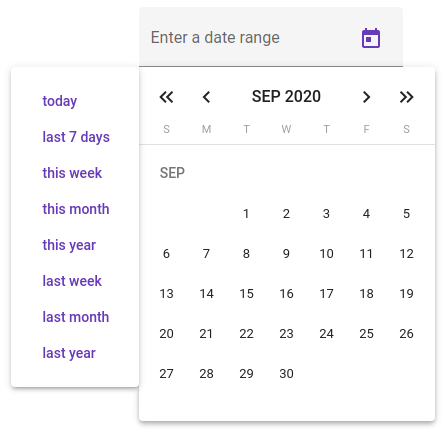 Enter a date range
today
last 7 days
this week
this month
this year
last week
last month
last year
SEP 2020
S M T W T F S
SEP
1 2 3 4 5
6 7 8 9 10 11 12
13 14 15 16 17 18 19
20 21 22 23 24 25 26
27 28 29 30